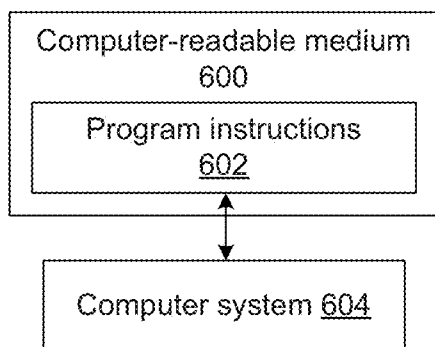 Computer-readable medium
600
Program instructions
602
Computer system 604